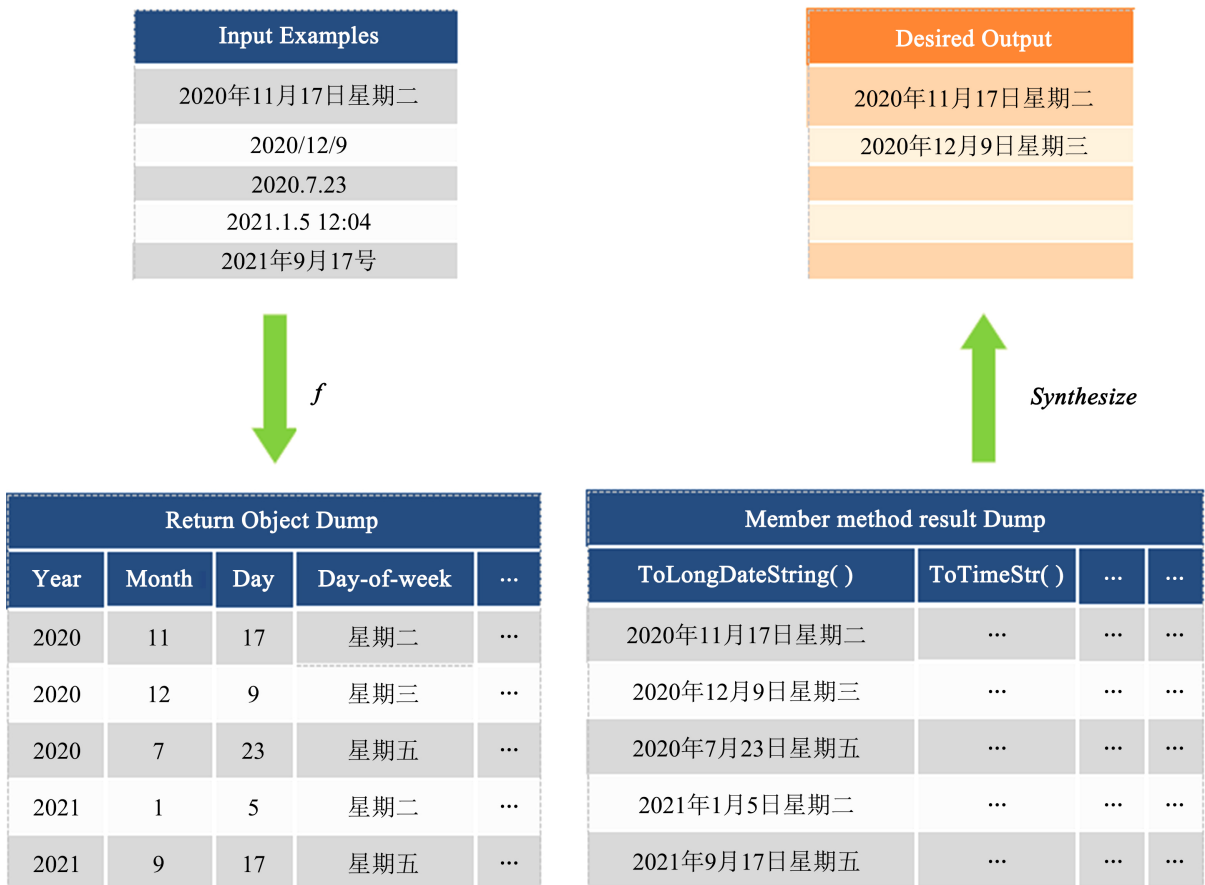 Input Examples
2020年11月17日星期二
2020/12/9
2020.7.23
2021.1.5 12:04
2021年9月17号
Desired Output
2020年11月17日星期二
2020年12月9日星期三
f
Synthesize
Return Object Dump
Year Month Day Day-of-week ...
2020 11 17 星期二 ...
2020 12 9 星期三 ...
2020 7 23 星期五 ...
2021 1 5 星期二 ...
2021 9 17 星期五 ...
Member method result Dump
ToLongDateString( ) ToTimeStr( ) ... ...
2020年11月17日星期二 ... ... ...
2020年12月9日星期三 ... ... ...
2020年7月23日星期五 ... ... ...
2021年1月5日星期二 ... ... ...
2021年9月17日星期五 ... ... ...